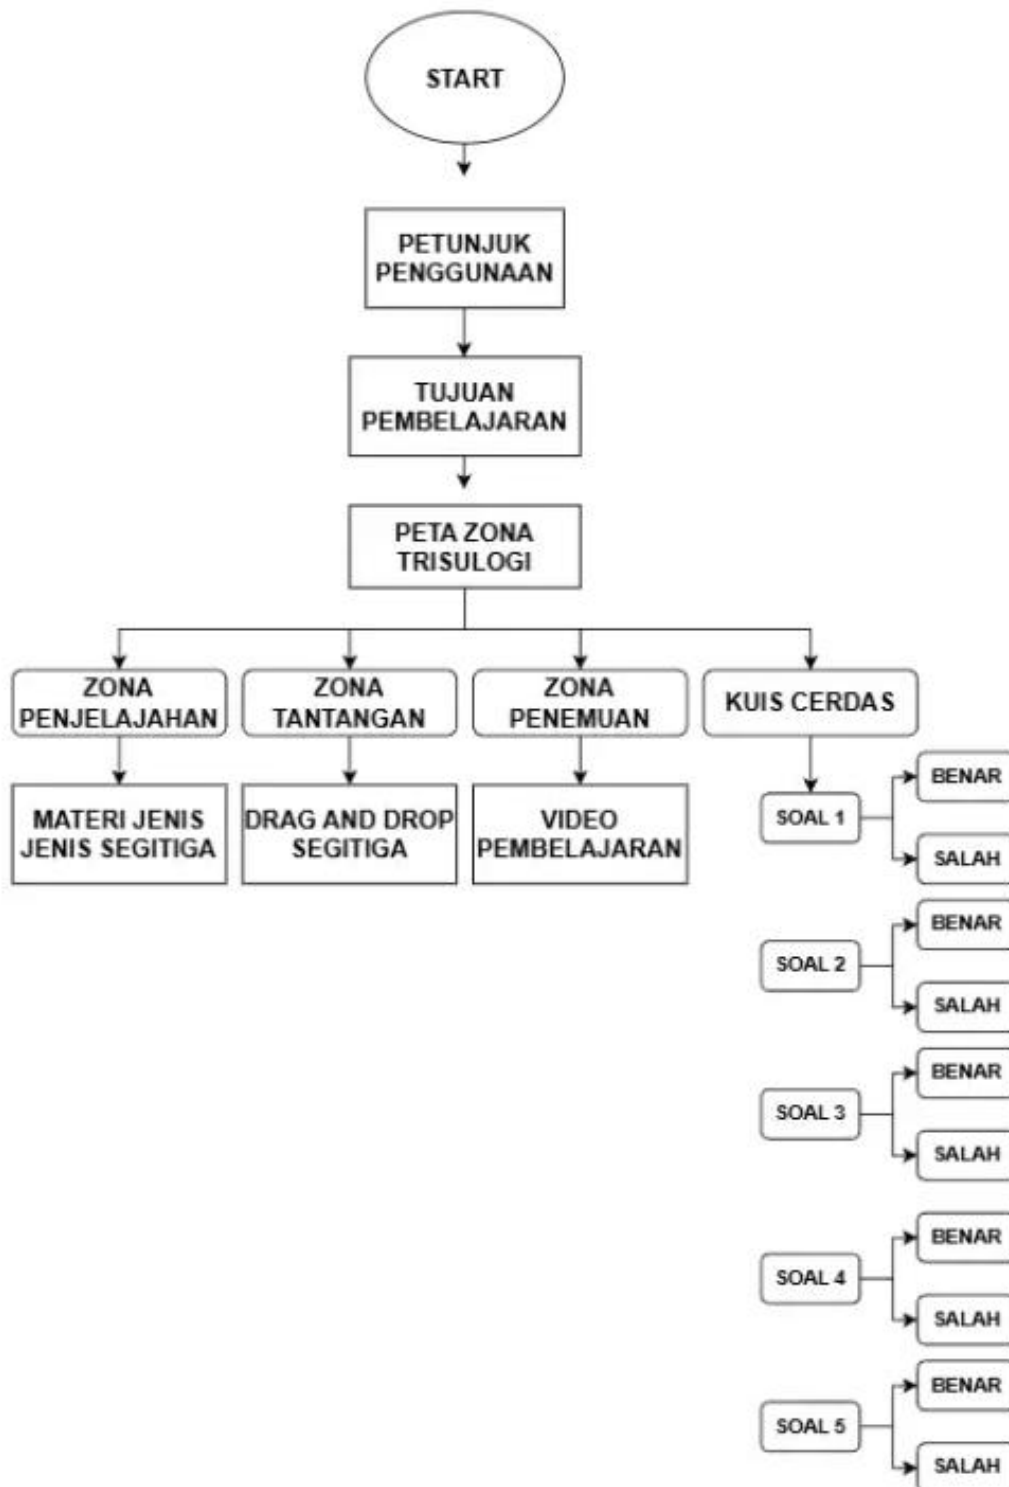 START
PETUNJUK
PENGGUNAAN
TUJUAN
PEMBELAJARAN
PETA ZONA
TRISULOGI
ZONA
PENJELAJAHAN
ZONA
TANTANGAN
ZONA
PENEMUAN
KUIS CERDAS
MATERI JENIS
JENIS SEGITIGA
DRAG AND DROP
SEGITIGA
VIDEO
PEMBELAJARAN
SOAL 1
BENAR
SALAH
SOAL 2
BENAR
SALAH
SOAL 3
BENAR
SALAH
SOAL 4
BENAR
SALAH
SOAL 5
BENAR
SALAH